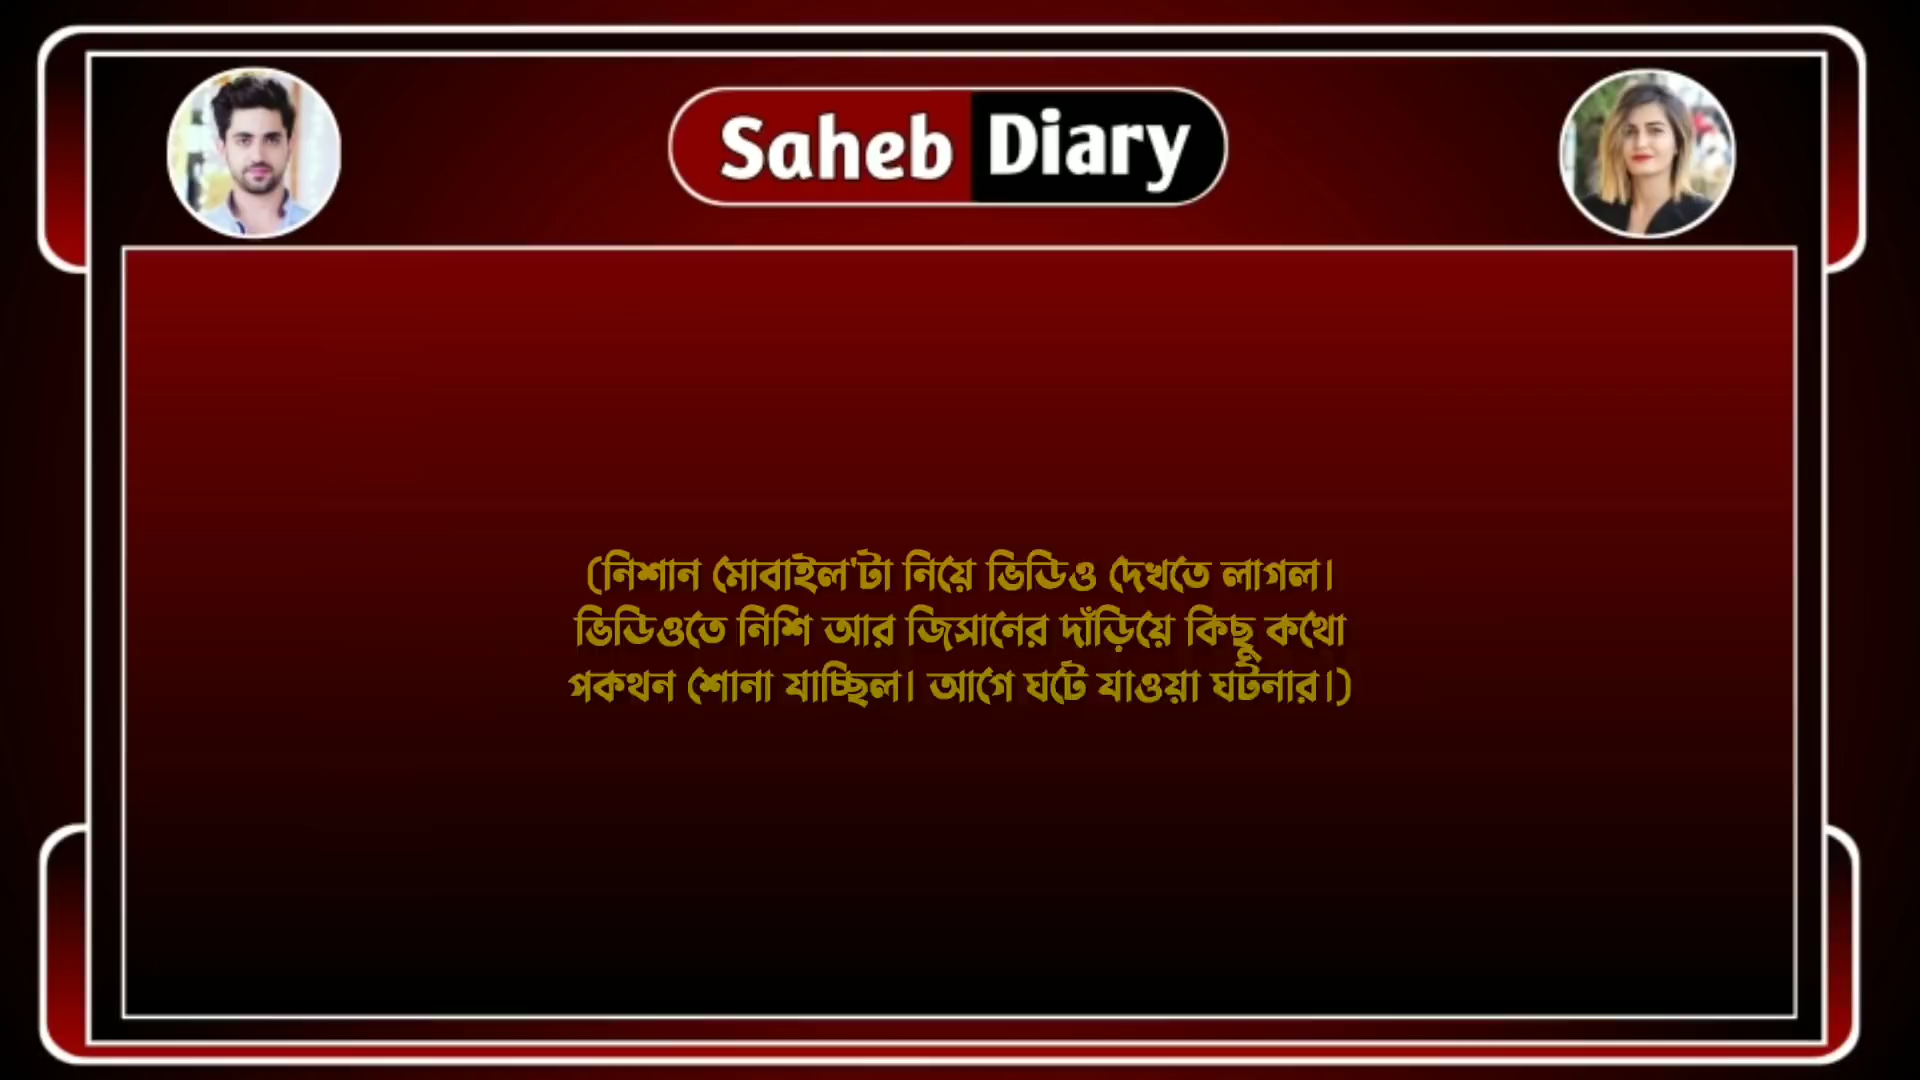 Saheb Diary
(নিশান মোবাইল'টা নিয়ে ভিডিও দেখতে লাগল।
ভিডিওতে নিশি আর জিসানের দাঁড়িয়ে কিছু কথো
পকথন শোনা যাচ্ছিল। আগে ঘটে যাওয়া ঘটনার।)